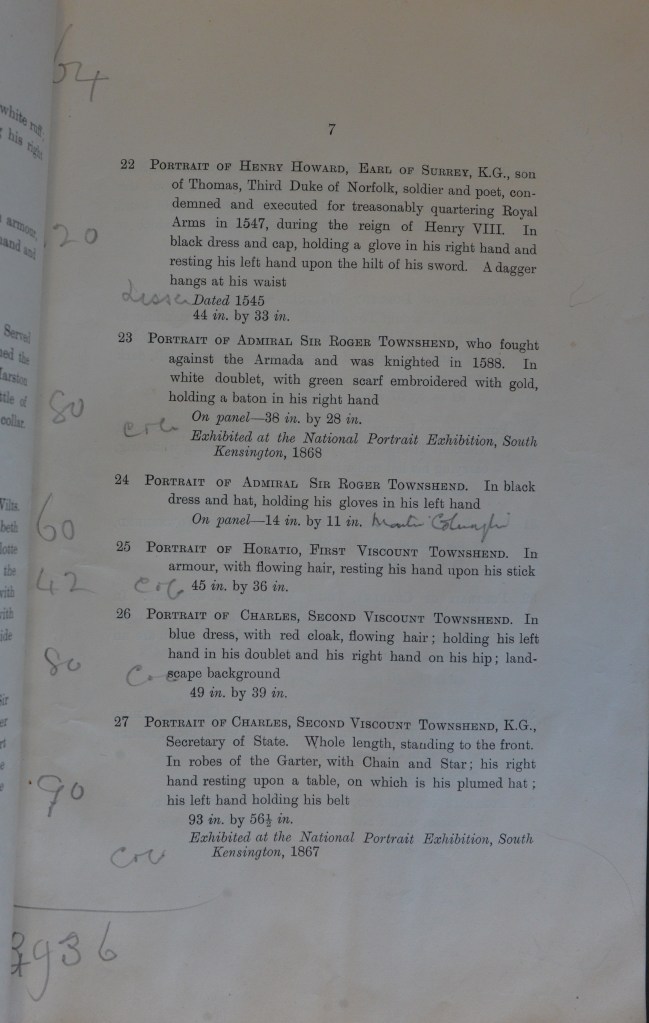 64
white ruff;
his right
7
22 PORTRAIT OF HENRY HOWARD, EARL OF SURREY, K.G., son
of Thomas, Third Duke of Norfolk, soldier and poet, con-
demned and executed for treasonably quartering Royal
armour,
Arms in 1547, during the reign of Henry VIII. In
20
hand and
black dress and cap, holding a glove in his right hand and
resting his left hand upon the hilt of his sword. A dagger
hangs at his waist
Dated 1545
44 in. by 33 in.
23 PORTRAIT OF ADMIRAL SIR ROGER TOWNSHEND, who fought
against the Armada and was knighted in 1588. In
white doublet, with green scarf embroidered with gold,
holding a baton in his right hand
80
On panel—38 in. by 28 in.
Exhibited at the National Portrait Exhibition, South
Kensington, 1868
24 PORTRAIT OF ADMIRAL SIR ROGER TOWNSHEND. In black
dress and hat, holding his gloves in his left hand
60
On panel—14 in. by 11 in.
25 PORTRAIT OF HORATIO, FIRST VISCOUNT TOWNSHEND. In
armour, with flowing hair, resting his hand upon his stick
42
45 in. by 36 in.
26 PORTRAIT OF CHARLES, SECOND VISCOUNT TOWNSHEND. In
blue dress, with red cloak, flowing hair; holding his left
hand in his doublet and his right hand on his hip; land-
80
scape background
49 in. by 39 in.
27 PORTRAIT OF CHARLES, SECOND VISCOUNT TOWNSHEND, K.G.,
Secretary of State. Whole length, standing to the front.
In robes of the Garter, with Chain and Star; his right
90
hand resting upon a table, on which is his plumed hat;
his left hand holding his belt
93 in. by 56½ in.
Exhibited at the National Portrait Exhibition, South
Kensington, 1867
936